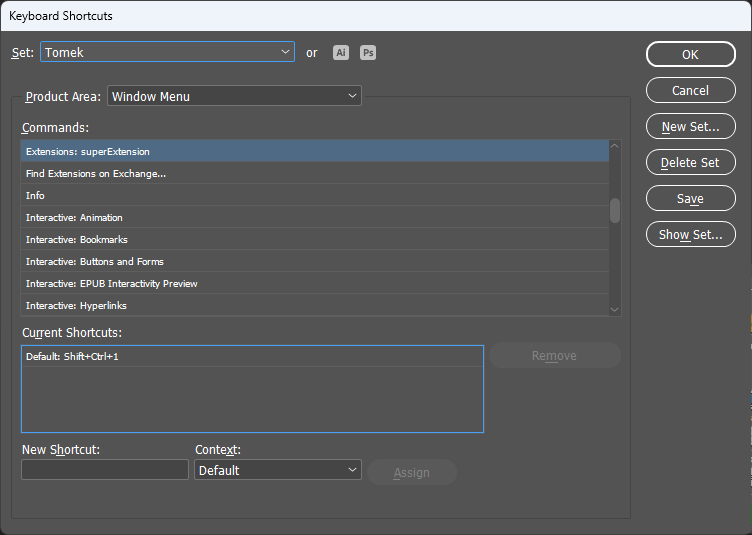 Keyboard Shortcuts
Set: Tomek or Ai Ps
OK
Product Area: Window Menu
Cancel
Commands:
New Set...
Extensions: superExtension
Delete Set
Find Extensions on Exchange...
Info
Save
Interactive: Animation
Interactive: Bookmarks
Show Set...
Interactive: Buttons and Forms
Interactive: EPUB Interactivity Preview
Interactive: Hyperlinks
Current Shortcuts:
Default: Shift+Ctrl+1
Remove
New Shortcut: Context:
Default
Assign